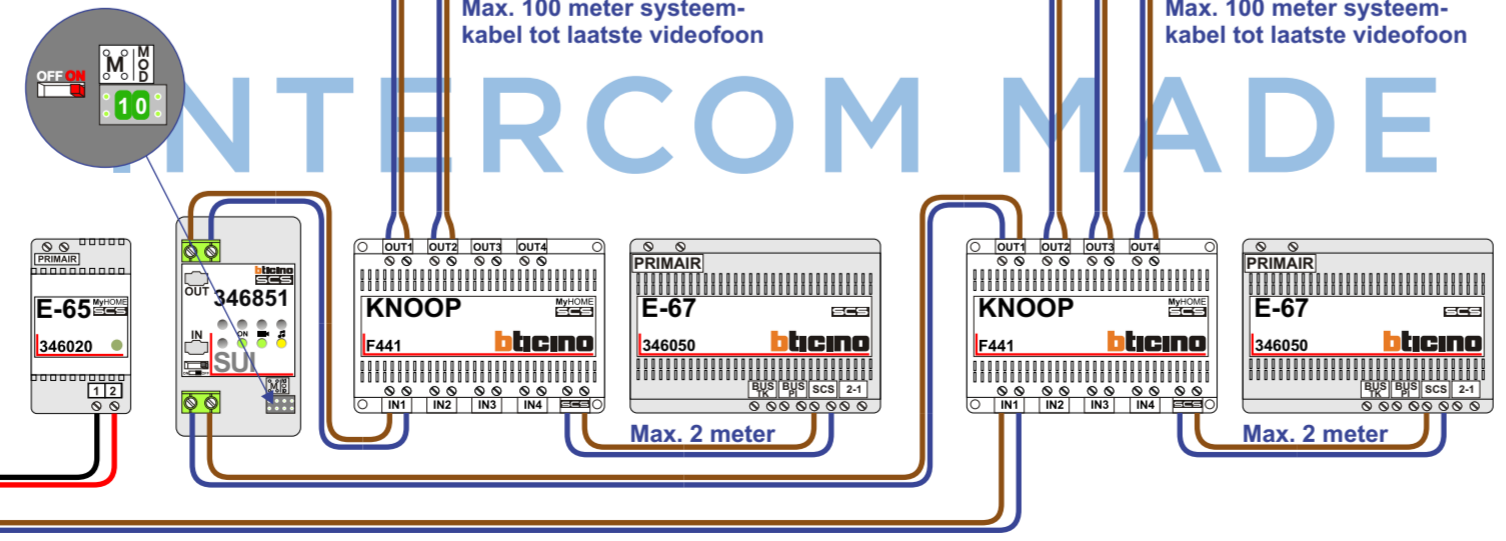 Max. 100 meter systeem-
kabel tot laatste videofoon
Max. 100 meter systeem-
kabel tot laatste videofoon
OFF ON
M
MOD
10
INTERCOM MADE
PRIMAIR
E-65 MyHOME
SCS
346020
1 2
bticino
SCS
OUT 346851
IN
ON
SUI
M
MOD
OUT1 OUT2 OUT3 OUT4
KNOOP MyHOME
SCS
F441 bticino
IN1 IN2 IN3 IN4 SCS
PRIMAIR
E-67 SCS
346050 bticino
BUS TK BUS PI SCS 2-1
Max. 2 meter
OUT1 OUT2 OUT3 OUT4
KNOOP MyHOME
SCS
F441 bticino
IN1 IN2 IN3 IN4 SCS
PRIMAIR
E-67 SCS
346050 bticino
BUS TK BUS PI SCS 2-1
Max. 2 meter